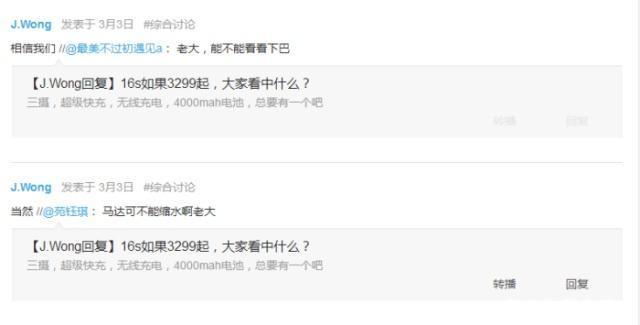 J.Wong 发表于 3月3日 #综合讨论
相信我们 //@最美不过初遇见a： 老大，能不能看看下巴
【J.Wong回复】16s如果3299起，大家看中什么？
三摄，超级快充，无线充电，4000mah电池，总要有一个吧
转播 回复
J.Wong 发表于 3月3日 #综合讨论
当然 //@苑钰琪： 马达可不能缩水啊老大
【J.Wong回复】16s如果3299起，大家看中什么？
三摄，超级快充，无线充电，4000mah电池，总要有一个吧
转播 回复